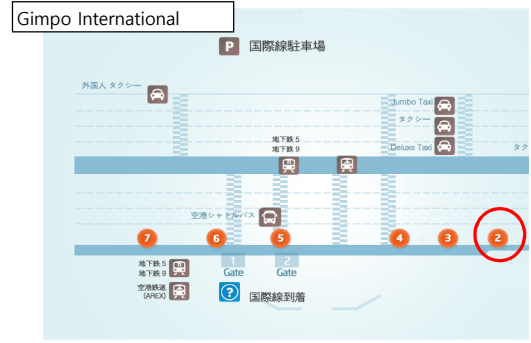 Gimpo International
P 国際線駐車場
外国人 タクシー
Jumbo Taxi
タクシー
Deluxe Taxi
地下鉄 5
地下鉄 9
タク
空港シャトルバス
7 6 5 4 3 2
地下鉄 5
地下鉄 9
1 2
Gate Gate
空港鉄道
(AREX)
? 国際線到着